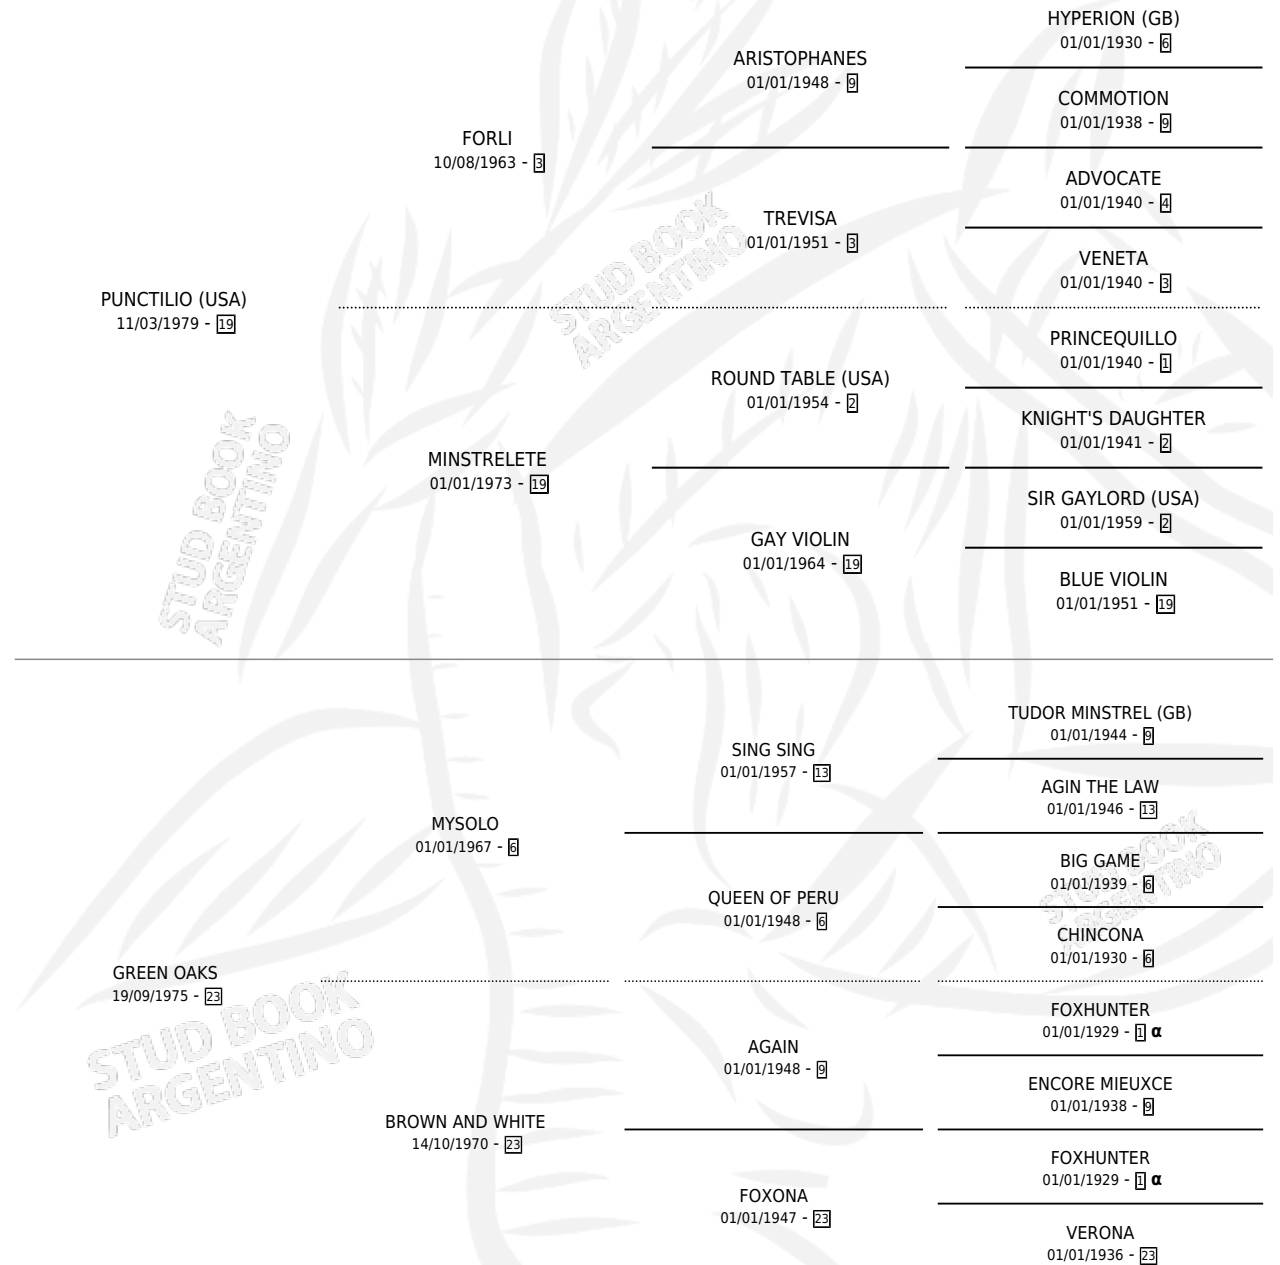 HYPERION (GB)
01/01/1930 - 6
ARISTOPHANES
01/01/1948 - 9
COMMOTION
01/01/1938 - 9
FORLI
10/08/1963 - 3
ADVOCATE
01/01/1940 - 4
TREVISA
01/01/1951 - 3
VENETA
01/01/1940 - 3
PUNCTILIO (USA)
11/03/1979 - 19
PRINCEQUILLO
01/01/1940 - 1
ROUND TABLE (USA)
01/01/1954 - 2
KNIGHT'S DAUGHTER
01/01/1941 - 2
MINSTRELETE
01/01/1973 - 19
SIR GAYLORD (USA)
01/01/1959 - 2
GAY VIOLIN
01/01/1964 - 19
BLUE VIOLIN
01/01/1951 - 19
TUDOR MINSTREL (GB)
01/01/1944 - 9
SING SING
01/01/1957 - 13
AGIN THE LAW
01/01/1946 - 13
MYSOLO
01/01/1967 - 6
BIG GAME
01/01/1939 - 6
QUEEN OF PERU
01/01/1948 - 6
CHINCONA
01/01/1930 - 6
GREEN OAKS
19/09/1975 - 23
FOXHUNTER
01/01/1929 - 1 α
AGAIN
01/01/1948 - 9
ENCORE MIEUXCE
01/01/1938 - 9
BROWN AND WHITE
14/10/1970 - 23
FOXHUNTER
01/01/1929 - 1 α
FOXONA
01/01/1947 - 23
VERONA
01/01/1936 - 23
STUD BOOK
ARGENTINO
STUD BOOK
ARGENTINO
STUD BOOK
ARGENTINO
STUD BOOK
ARGENTINO